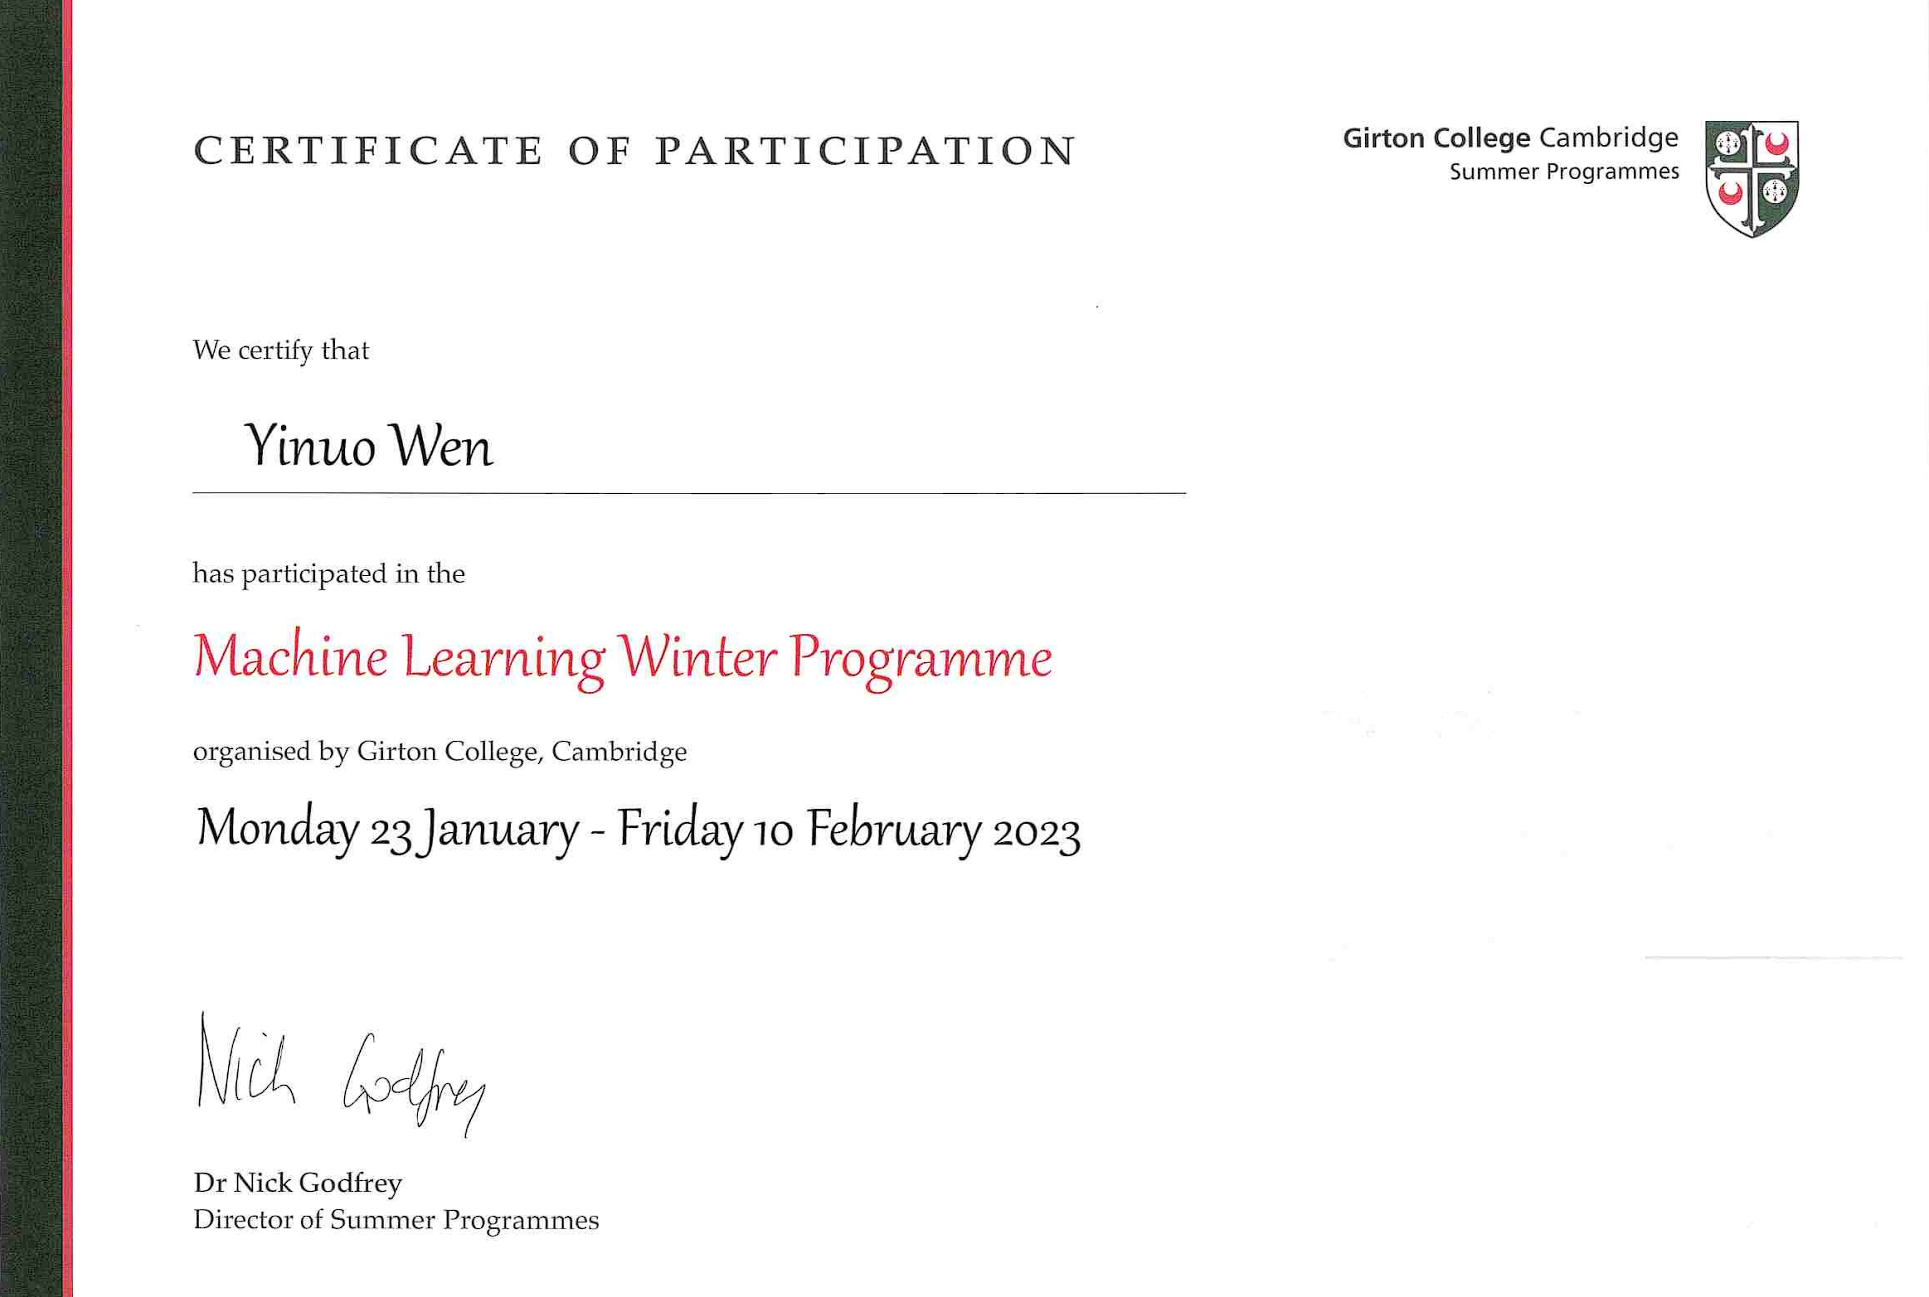 CERTIFICATE OF PARTICIPATION
Girton College Cambridge
Summer Programmes
We certify that
Yinuo Wen
has participated in the
Machine Learning Winter Programme
organised by Girton College, Cambridge
Monday 23 January - Friday 10 February 2023
Nick Godfrey
Dr Nick Godfrey
Director of Summer Programmes